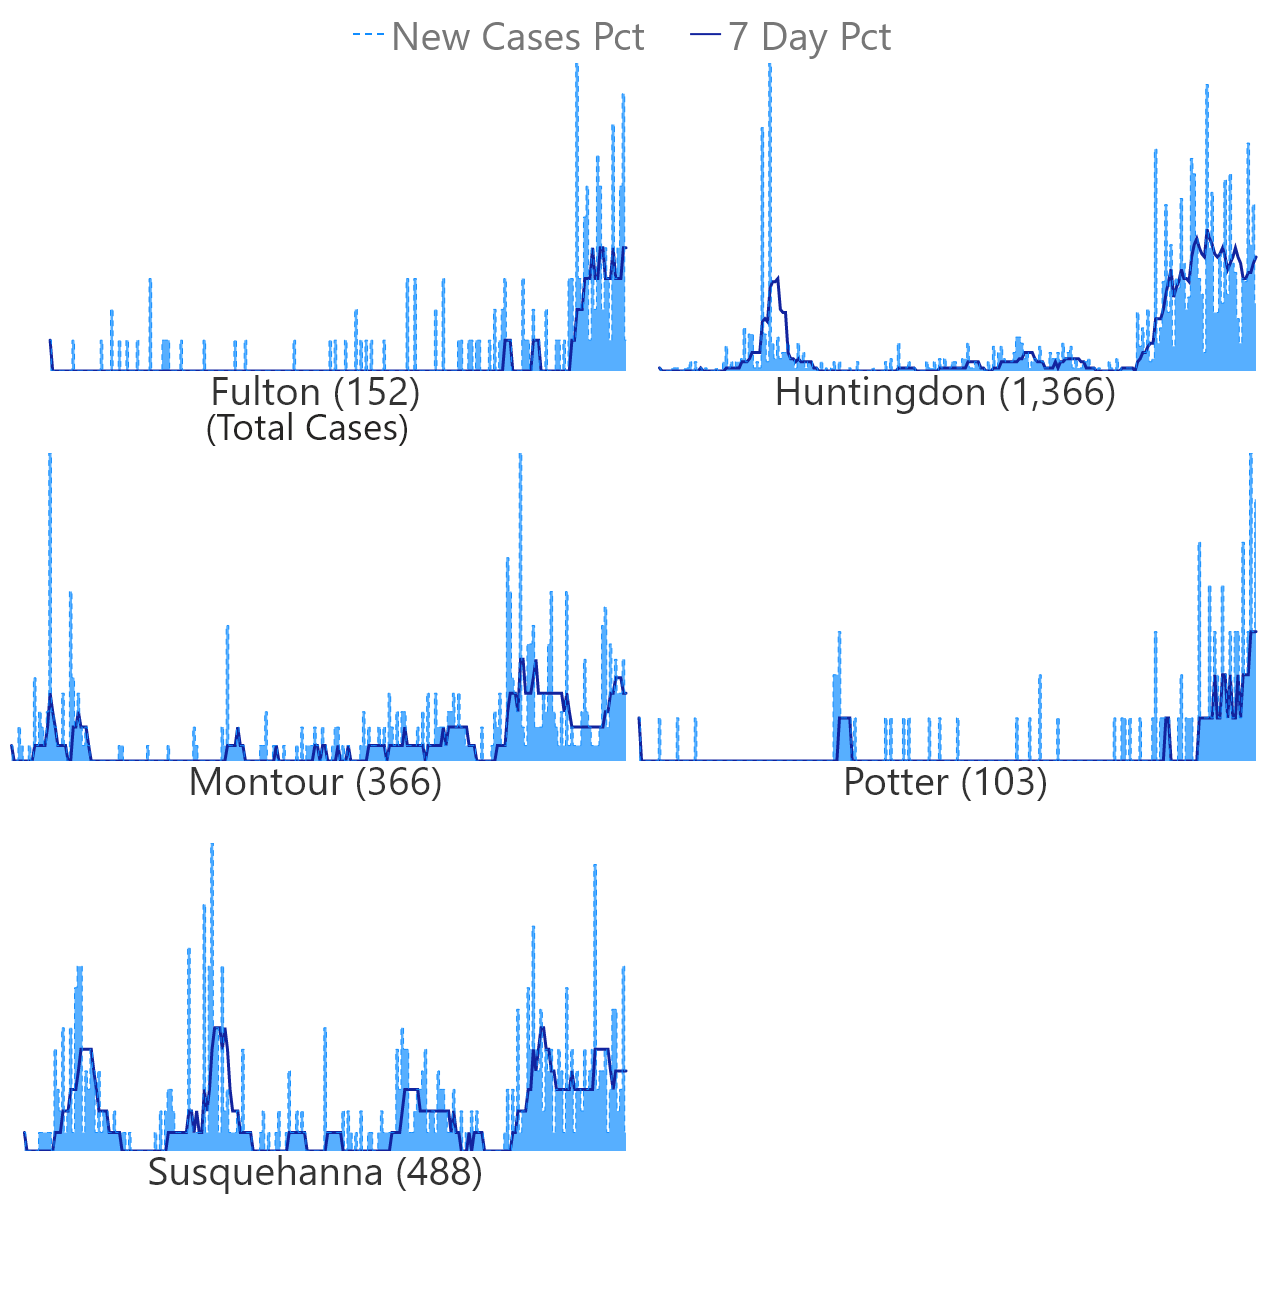 New Cases Pct 7 Day Pct
Fulton (152)
(Total Cases)
Huntingdon (1,366)
Montour (366)
Potter (103)
Susquehanna (488)